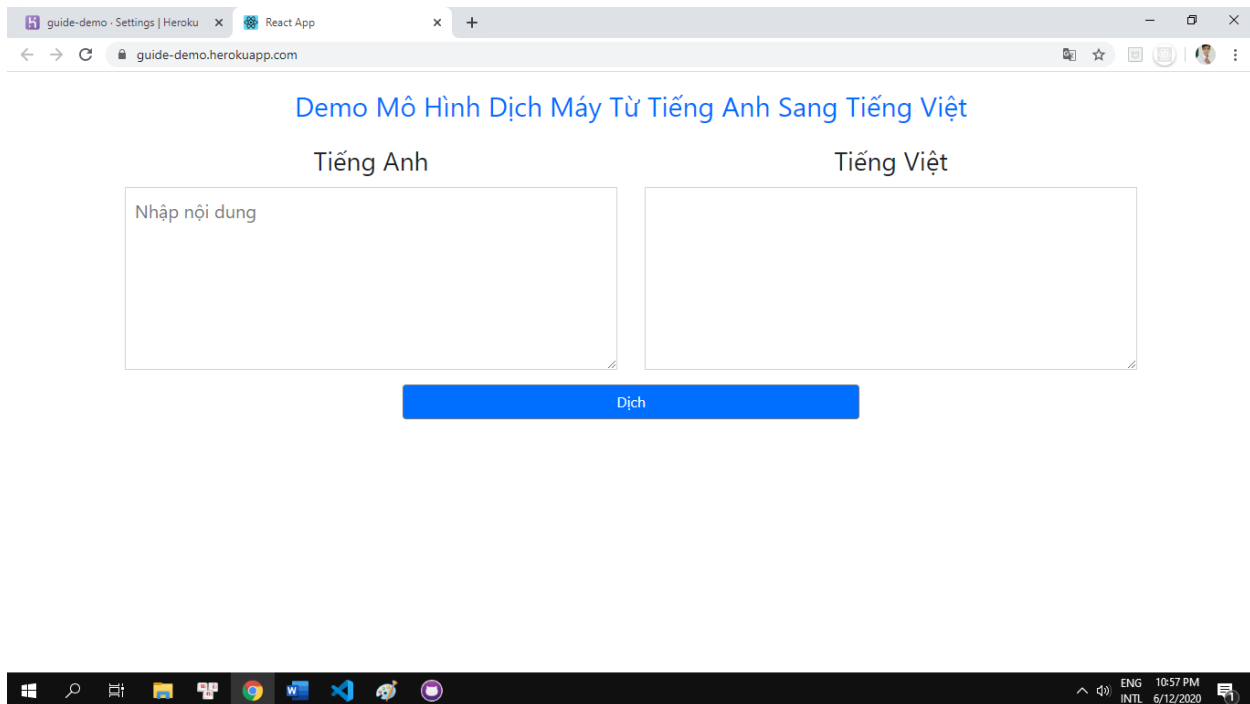 guide-demo · Settings | Heroku
React App
guide-demo.herokuapp.com
Demo Mô Hình Dịch Máy Từ Tiếng Anh Sang Tiếng Việt
Tiếng Anh
Tiếng Việt
Nhập nội dung
Dịch
ENG 10:57 PM
INTL 6/12/2020
1